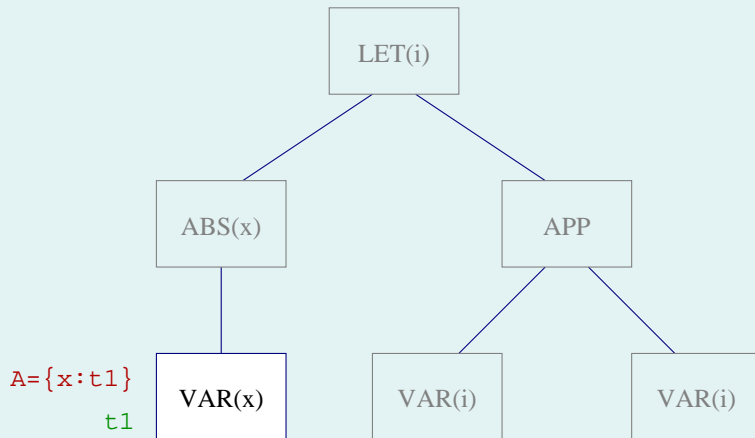 LET(i)
ABS(x)
APP
A={x:t1}
t1
VAR(x)
VAR(i)
VAR(i)